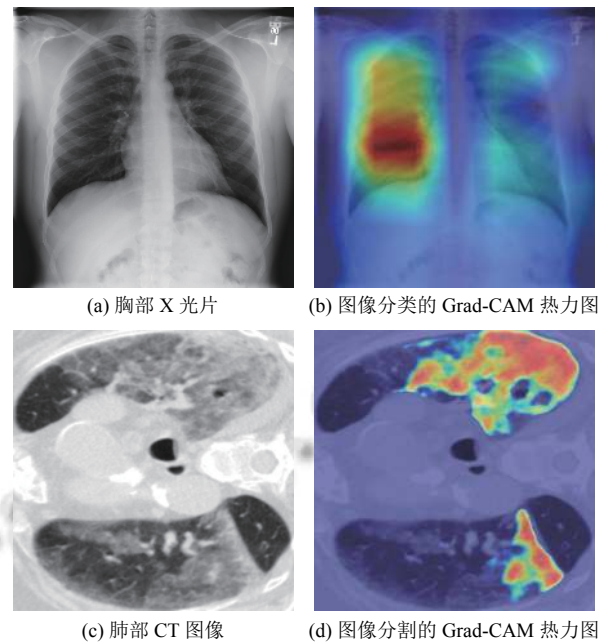 (a) 胸部 X 光片
(b) 图像分类的 Grad-CAM 热力图
(c) 肺部 CT 图像
(d) 图像分割的 Grad-CAM 热力图